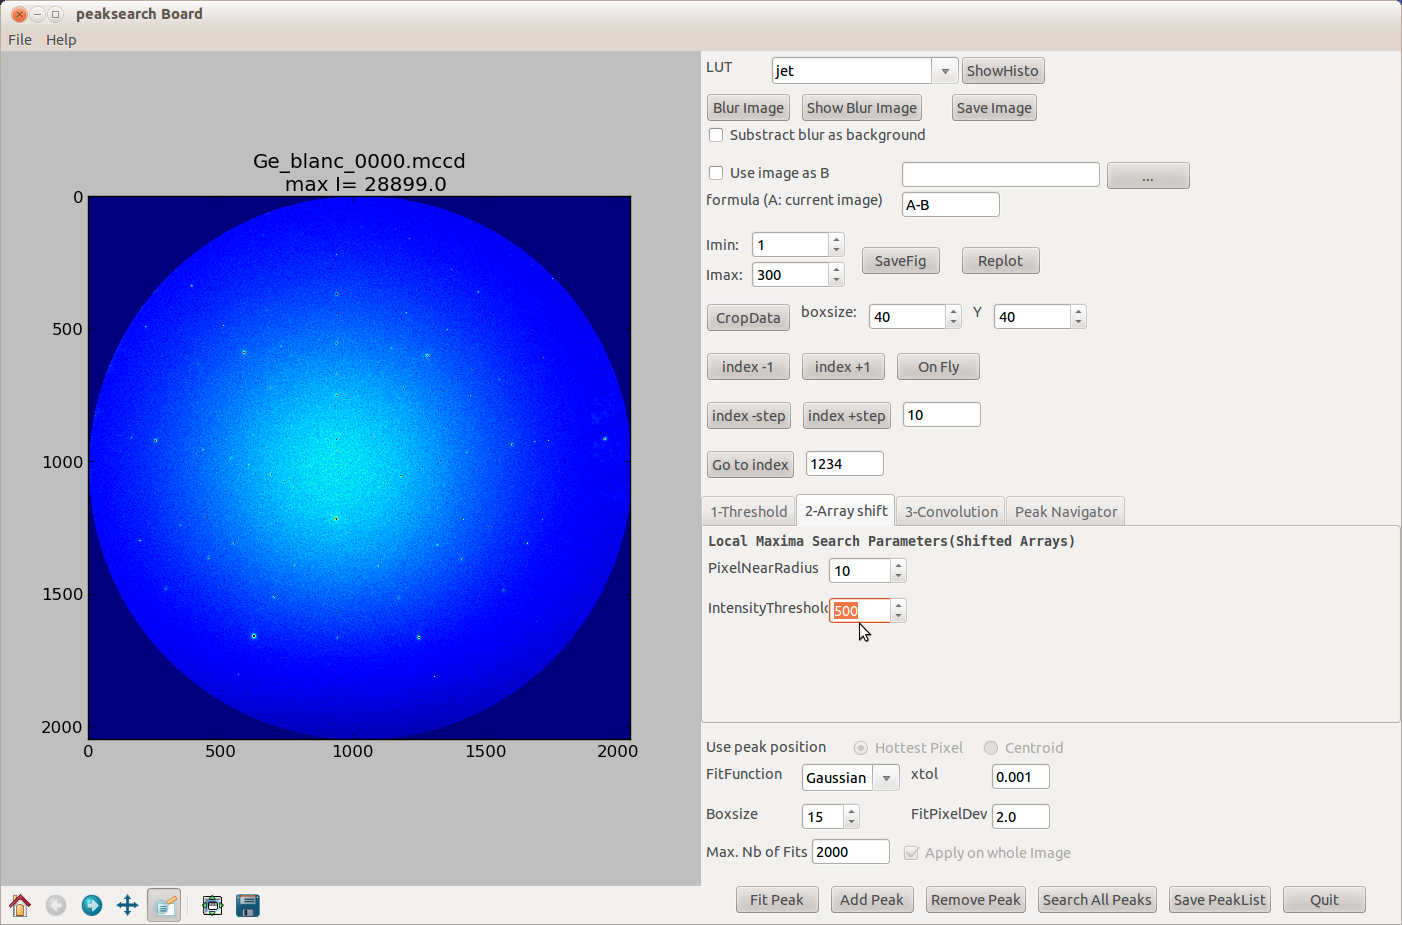 peaksearch Board
File Help
Ge_blanc_0000.mccd
max I= 28899.0
0
500
1000
1500
2000
0 500 1000 1500 2000
LUT jet ShowHisto
Blur Image Show Blur Image Save Image
Substract blur as background
Use image as B ...
formula (A: current image) A-B
Imin: 1
Imax: 300
SaveFig Replot
CropData boxsize: 40 Y 40
index -1 index +1 On Fly
index -step index +step 10
Go to index 1234
1-Threshold 2-Array shift 3-Convolution Peak Navigator
Local Maxima Search Parameters(Shifted Arrays)
PixelNearRadius 10
IntensityThreshold 500
Use peak position Hottest Pixel Centroid
FitFunction Gaussian xtol 0.001
Boxsize 15 FitPixelDev 2.0
Max. Nb of Fits 2000 Apply on whole Image
Fit Peak Add Peak Remove Peak Search All Peaks Save PeakList Quit